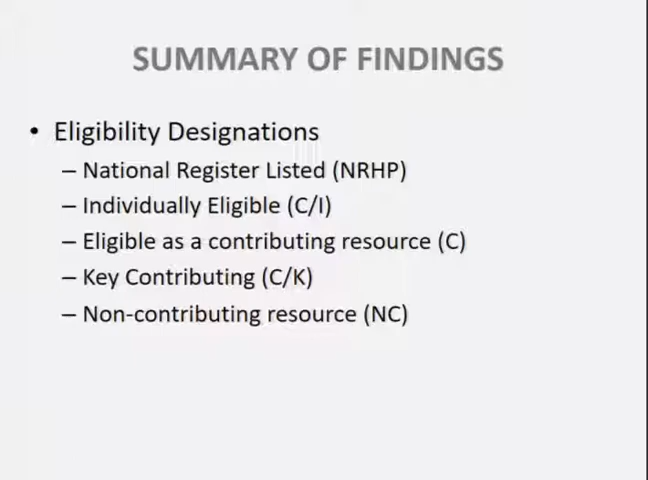 SUMMARY OF FINDINGS
• Eligibility Designations
– National Register Listed (NRHP)
– Individually Eligible (C/I)
– Eligible as a contributing resource (C)
– Key Contributing (C/K)
– Non-contributing resource (NC)